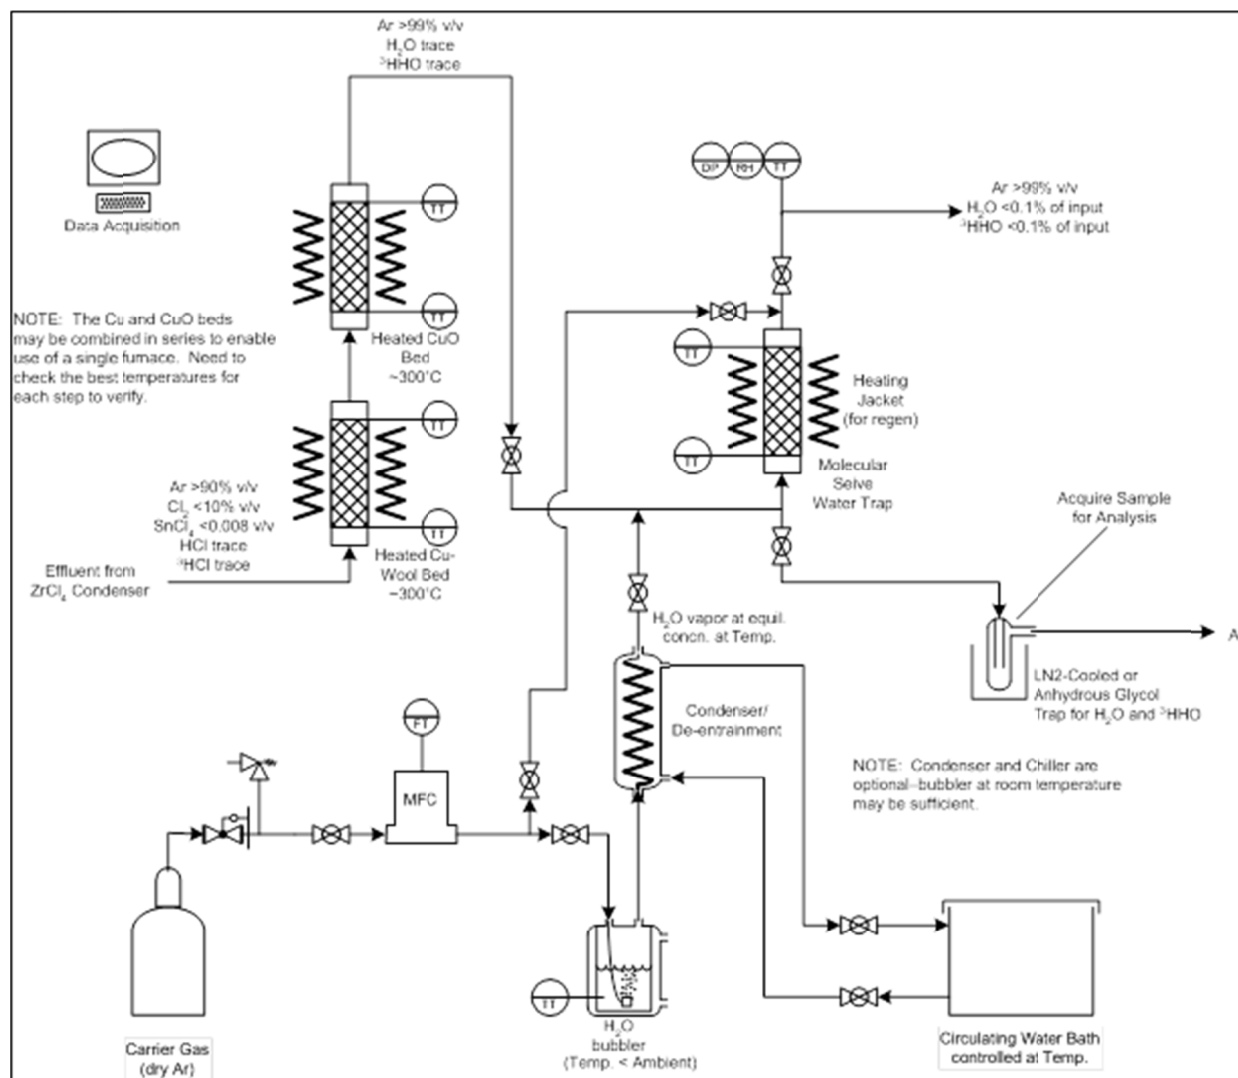 Ar >99% v/v
H2O trace
3HHO trace
Data Acquisition
NOTE: The Cu and CuO beds
may be combined in series to enable
use of a single furnace. Need to
check the best temperatures for
each step to verify.
TT
TT
Heated CuO
Bed
~300°C
TT
TT
Heated Cu-
Wool Bed
~300°C
Ar >90% v/v
Cl2 <10% v/v
SnCl4 <0.008 v/v
HCl trace
3HCl trace
Effluent from
ZrCl4 Condenser
DP
RH
TT
Ar >99% v/v
H2O <0.1% of input
3HHO <0.1% of input
TT
TT
Heating
Jacket
(for regen)
Molecular
Seive
Water Trap
Acquire Sample
for Analysis
A
LN2-Cooled or
Anhydrous Glycol
Trap for H2O and 3HHO
H2O vapor at equil.
concn. at Temp.
Condenser/
De-entrainment
NOTE: Condenser and Chiller are
optional--bubbler at room temperature
may be sufficient.
FT
MFC
TT
H2O
bubbler
(Temp. < Ambient)
Carrier Gas
(dry Ar)
Circulating Water Bath
controlled at Temp.